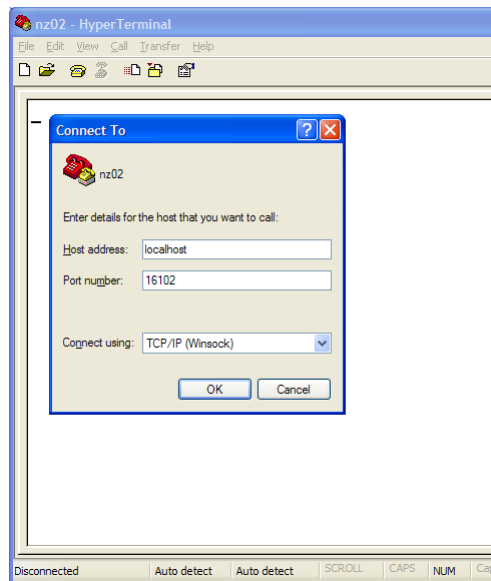 nz02 - HyperTerminal
File Edit View Call Transfer Help
Connect To
nz02
Enter details for the host that you want to call:
Host address: localhost
Port number: 16102
Connect using: TCP/IP (Winsock)
OK Cancel
Disconnected Auto detect Auto detect SCROLL CAPS NUM Ca